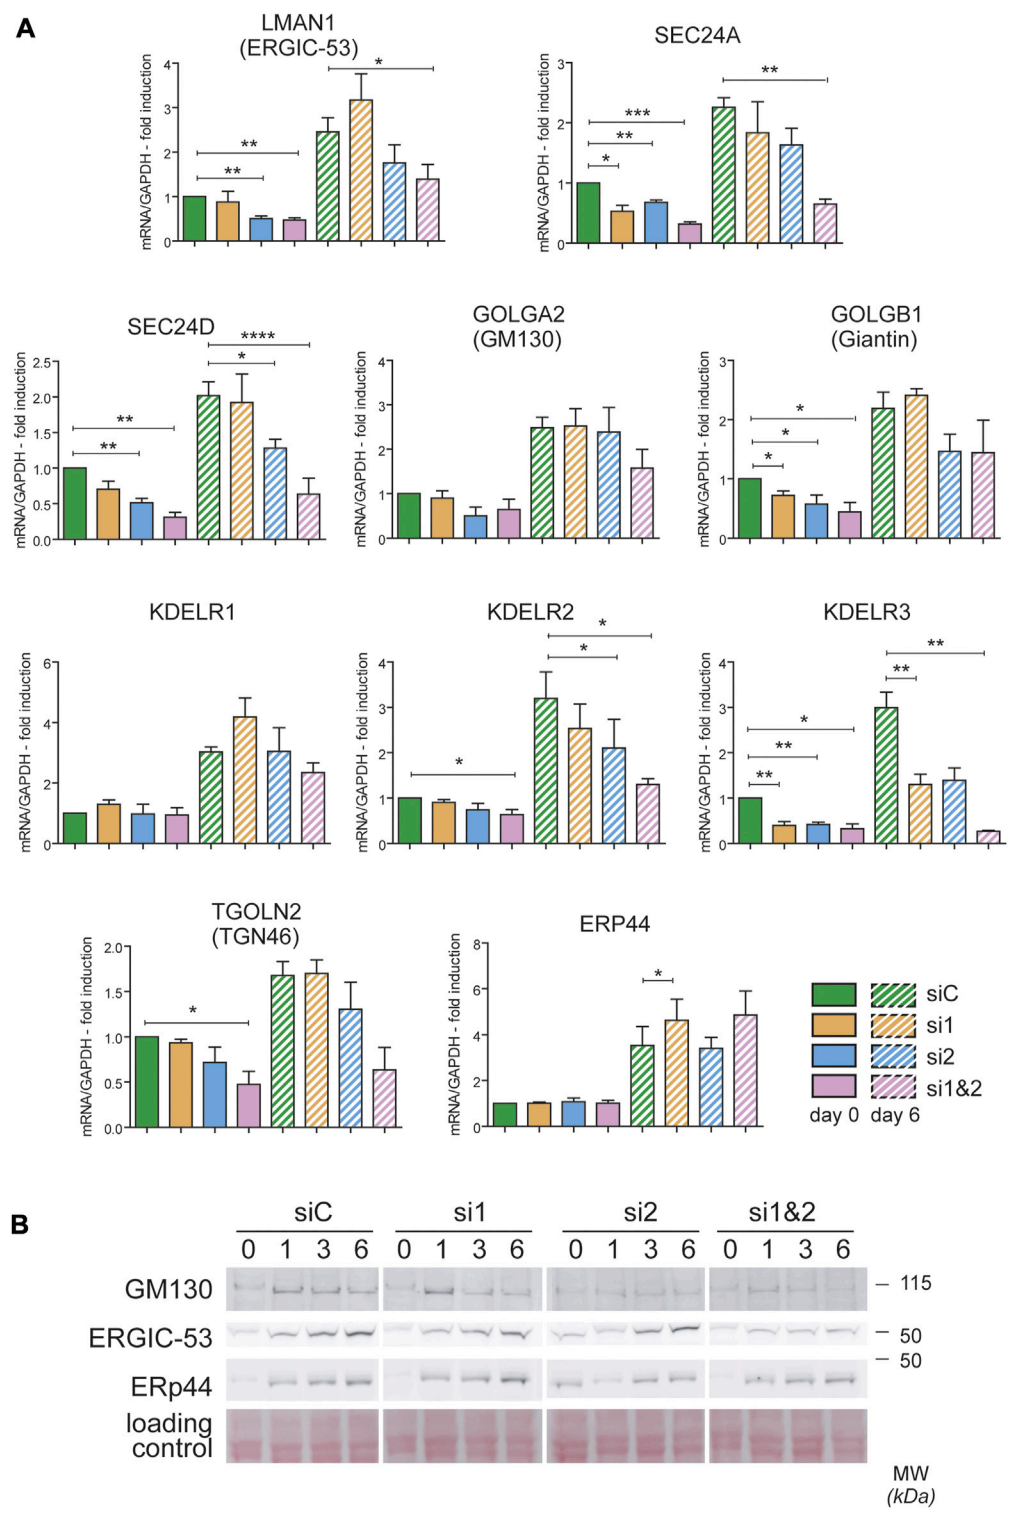 A
LMAN1
(ERGIC-53)
mRNA/GAPDH - fold induction
4
3
2
1
0
**
**
*
SEC24A
mRNA/GAPDH - fold induction
3
2
1
0
***
**
*
**
SEC24D
mRNA/GAPDH - fold induction
2.5
2.0
1.5
1.0
0.5
0.0
**
**
****
*
GOLGA2
(GM130)
mRNA/GAPDH - fold induction
4
3
2
1
0
GOLGB1
(Giantin)
mRNA/GAPDH - fold induction
3
2
1
0
*
*
*
KDELR1
mRNA/GAPDH - fold induction
6
4
2
0
KDELR2
mRNA/GAPDH - fold induction
4
3
2
1
0
*
*
*
KDELR3
mRNA/GAPDH - fold induction
4
3
2
1
0
*
**
**
**
**
TGOLN2
(TGN46)
mRNA/GAPDH - fold induction
2.0
1.5
1.0
0.5
0.0
*
ERP44
mRNA/GAPDH - fold induction
8
6
4
2
0
*
siC
si1
si2
si1&2
day 0 day 6
B
siC si1 si2 si1&2
0 1 3 6 0 1 3 6 0 1 3 6 0 1 3 6
GM130
115
ERGIC-53
50
50
ERp44
loading
control
MW
(kDa)